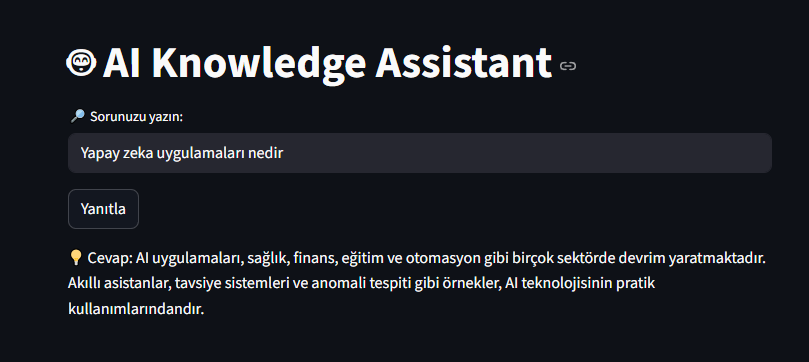 AI Knowledge Assistant
Sorunuzu yazın:
Yapay zeka uygulamaları nedir
Yanıtla
Cevap: AI uygulamaları, sağlık, finans, eğitim ve otomasyon gibi birçok sektörde devrim yaratmaktadır.
Akıllı asistanlar, tavsiye sistemleri ve anomali tespiti gibi örnekler, AI teknolojisinin pratik
kullanımlarındandır.